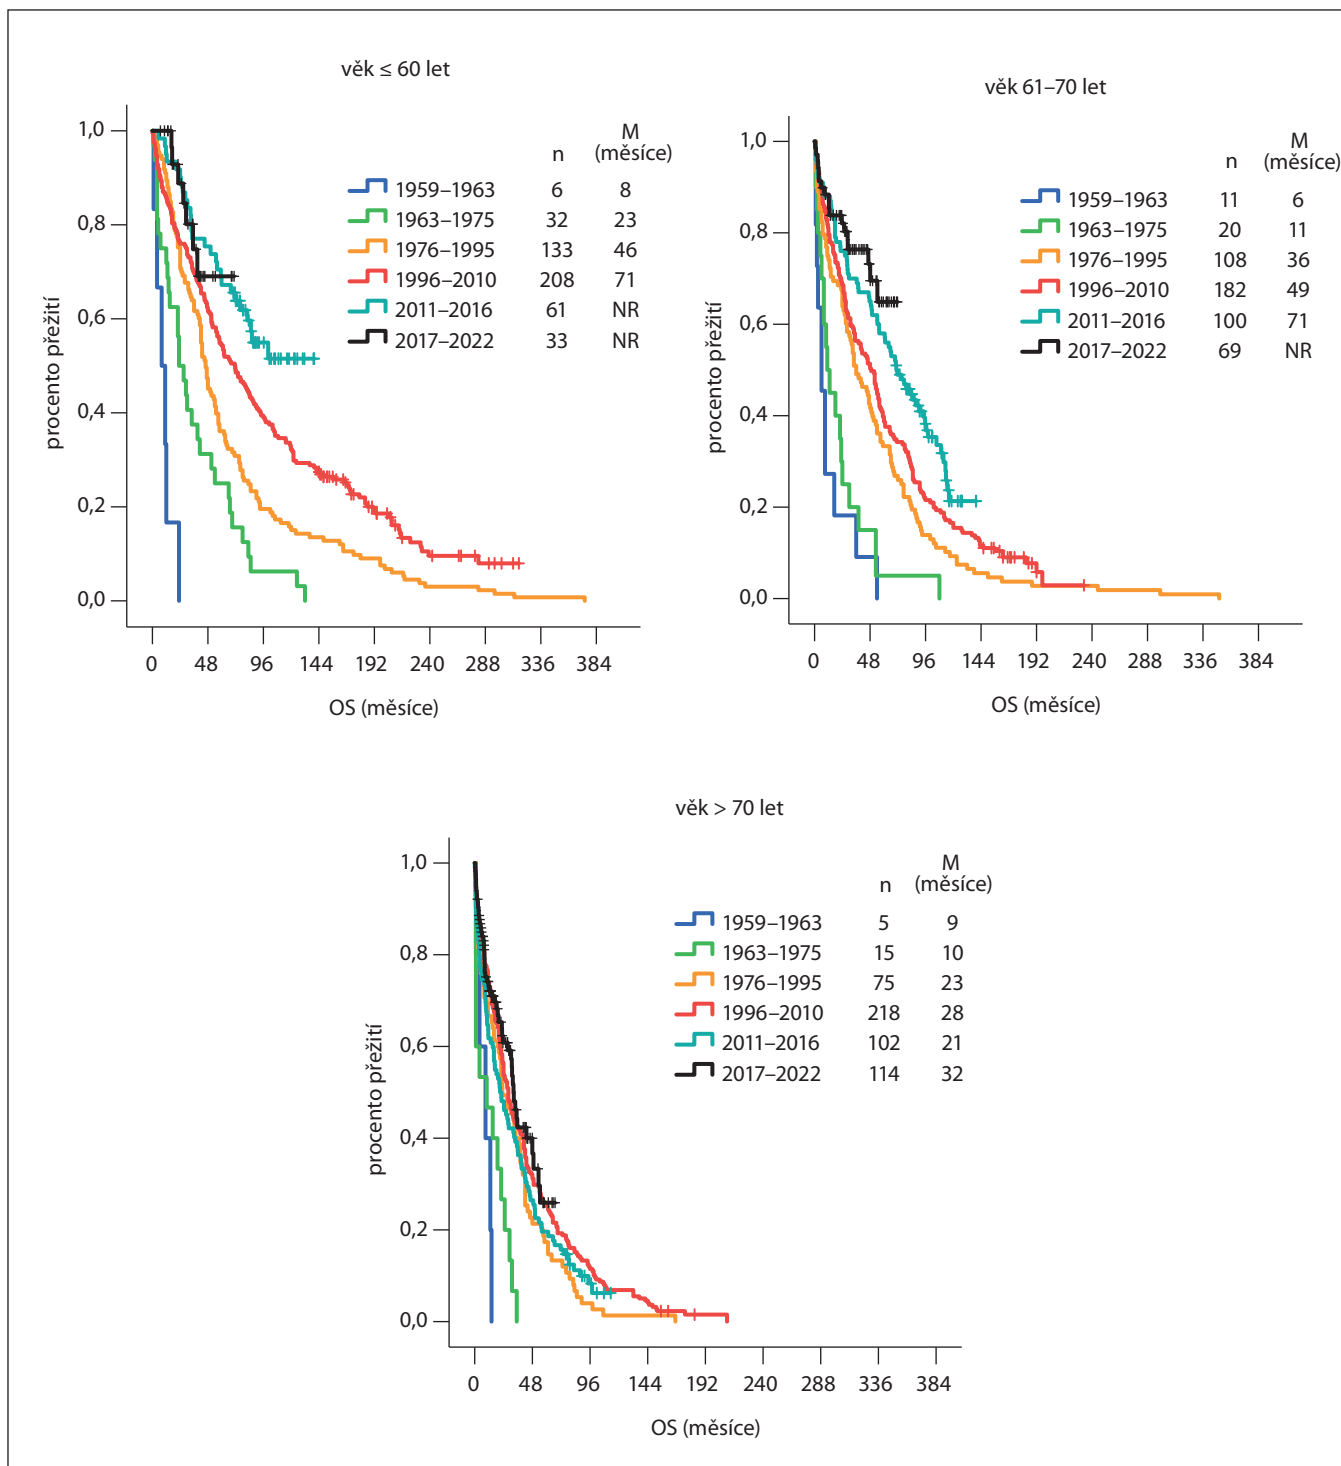 věk ≤ 60 let
n M (měsíce)
1959–1963 6 8
1963–1975 32 23
1976–1995 133 46
1996–2010 208 71
2011–2016 61 NR
2017–2022 33 NR
procento přežití
1,0
0,8
0,6
0,4
0,2
0,0
0 48 96 144 192 240 288 336 384
OS (měsíce)
věk 61–70 let
n M (měsíce)
1959–1963 11 6
1963–1975 20 11
1976–1995 108 36
1996–2010 182 49
2011–2016 100 71
2017–2022 69 NR
procento přežití
1,0
0,8
0,6
0,4
0,2
0,0
0 48 96 144 192 240 288 336 384
OS (měsíce)
věk > 70 let
n M (měsíce)
1959–1963 5 9
1963–1975 15 10
1976–1995 75 23
1996–2010 218 28
2011–2016 102 21
2017–2022 114 32
procento přežití
1,0
0,8
0,6
0,4
0,2
0,0
0 48 96 144 192 240 288 336 384
OS (měsíce)